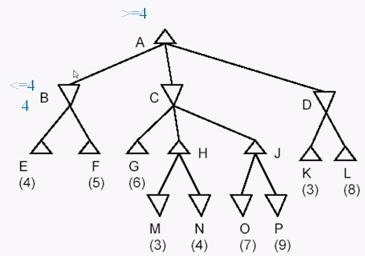 >=4
A
<=4
4
B
C
D
E
F
G
H
J
K
L
(4)
(5)
(6)
(3)
(8)
M
N
O
P
(3)
(4)
(7)
(9)